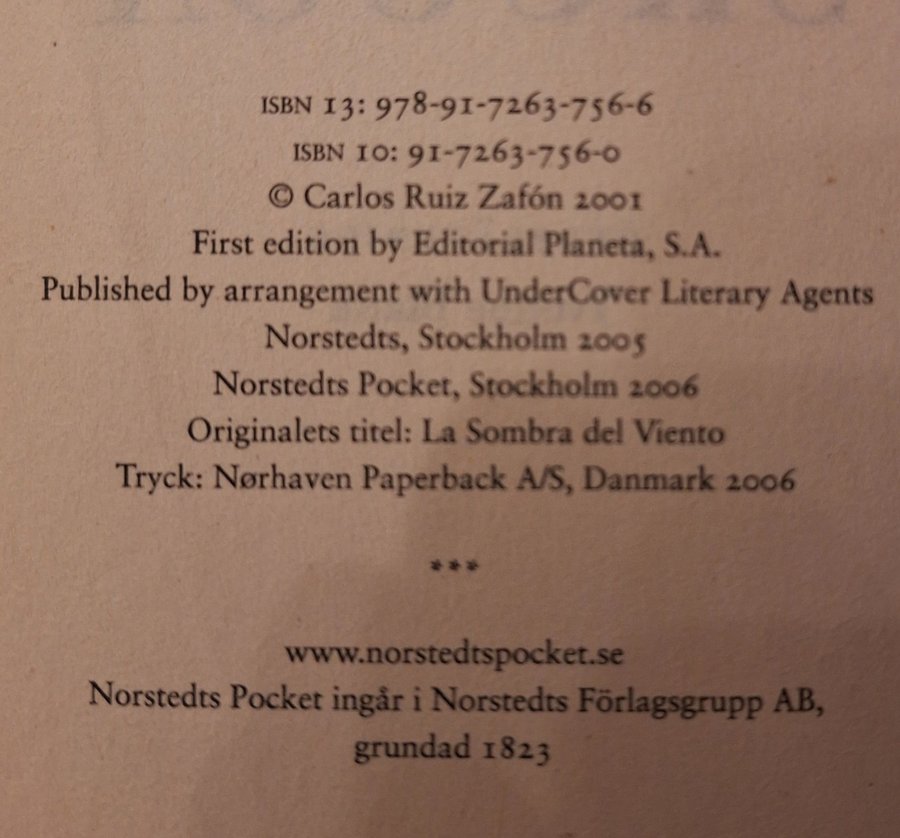 ISBN 13: 978-91-7263-756-6
ISBN 10: 91-7263-756-0
© Carlos Ruiz Zafón 2001
First edition by Editorial Planeta, S.A.
Published by arrangement with UnderCover Literary Agents
Norstedts, Stockholm 2005
Norstedts Pocket, Stockholm 2006
Originalets titel: La Sombra del Viento
Tryck: Nørhaven Paperback A/S, Danmark 2006
***
www.norstedtspocket.se
Norstedts Pocket ingår i Norstedts Förlagsgrupp AB,
grundad 1823